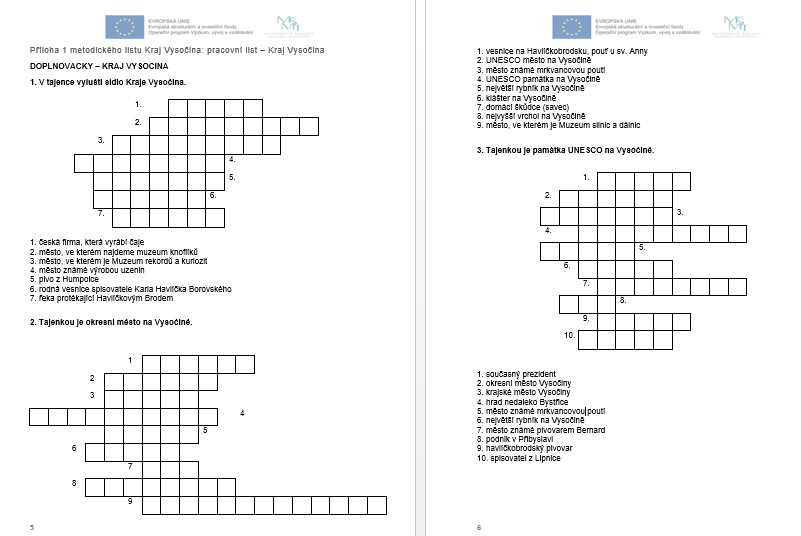 EVROPSKÁ UNIE
Evropské strukturální a investiční fondy
Operační program Výzkum, vývoj a vzdělávání
Příloha 1 metodického listu Kraj Vysočina: pracovní list – Kraj Vysočina
DOPLŇOVAČKY – KRAJ VYSOČINA
1. V tajence vylušti sídlo Kraje Vysočina.
1.
2.
3.
4.
5.
6.
7.
1. česká firma, která vyrábí čaje
2. město, ve kterém najdeme muzeum knoflíků
3. město, ve kterém je Muzeum rekordů a kuriozit
4. město známé výrobou uzenin
5. pivo z Humpolce
6. rodná vesnice spisovatele Karla Havlíčka Borovského
7. řeka protékající Havlíčkovým Brodem
2. Tajenkou je okresní město na Vysočině.
1
2
3
4
5
6
7
8
9
5
EVROPSKÁ UNIE
Evropské strukturální a investiční fondy
Operační program Výzkum, vývoj a vzdělávání
1. vesnice na Havlíčkobrodsku, pouť u sv. Anny
2. UNESCO město na Vysočině
3. město známé mrkvancovou poutí
4. UNESCO památka na Vysočině
5. největší rybník na Vysočině
6. klášter na Vysočině
7. domácí škůdce (savec)
8. nejvyšší vrchol na Vysočině
9. město, ve kterém je Muzeum silnic a dálnic
3. Tajenkou je památka UNESCO na Vysočině.
1.
2.
3.
4.
5.
6.
7.
8.
9.
10.
1. současný prezident
2. okresní město Vysočiny
3. krajské město Vysočiny
4. hrad nedaleko Bystřice
5. město známé mrkvancovou poutí
6. největší rybník na Vysočině
7. město známé pivovarem Bernard
8. podnik v Přibyslavi
9. havlíčkobrodský pivovar
10. spisovatel z Lipnice
6